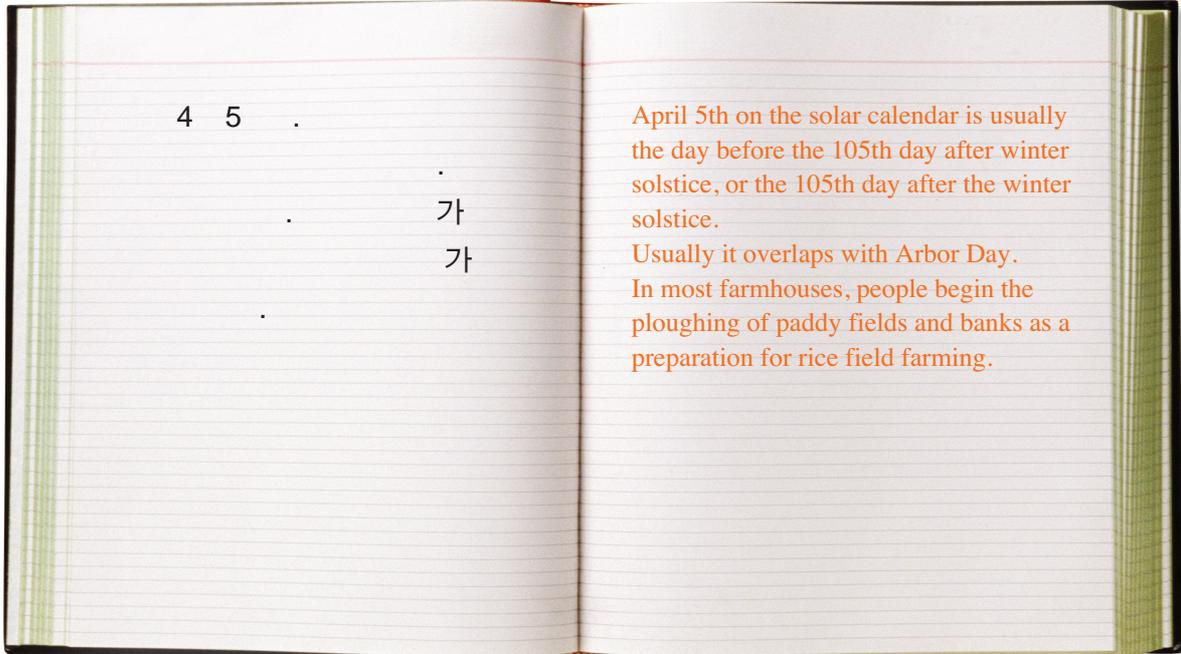 4 5 .
.
. 가
가
.
April 5th on the solar calendar is usually
the day before the 105th day after winter
solstice, or the 105th day after the winter
solstice.
Usually it overlaps with Arbor Day.
In most farmhouses, people begin the
ploughing of paddy fields and banks as a
preparation for rice field farming.